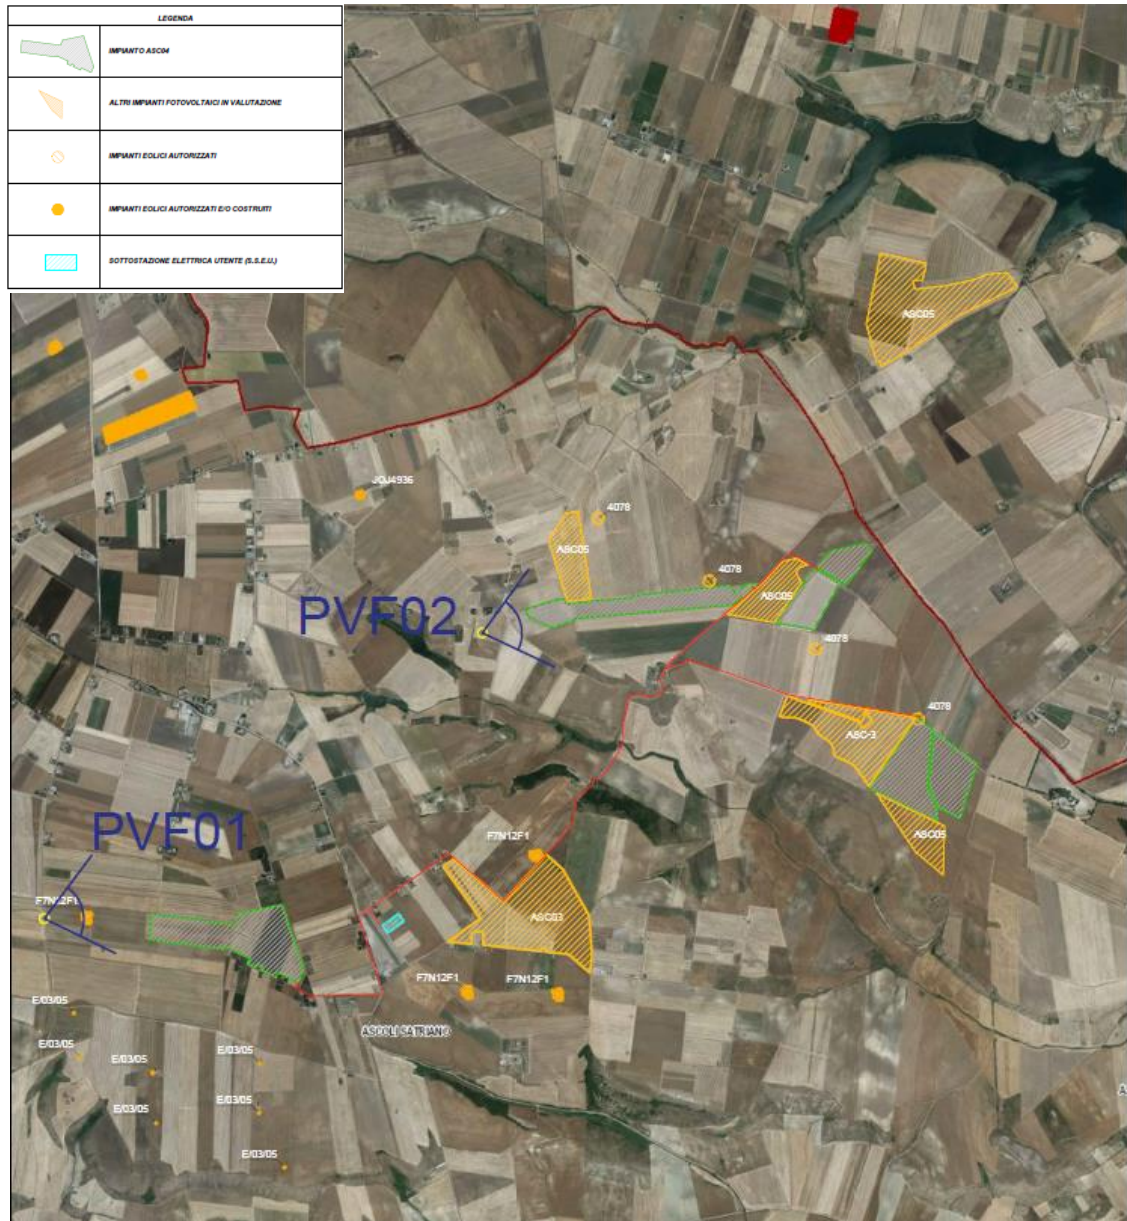 LEGENDA
IMPIANTO ASC04
ALTRI IMPIANTI FOTOVOLTAICI IN VALUTAZIONE
IMPIANTI EOLICI AUTORIZZATI
IMPIANTI EOLICI AUTORIZZATI E/O COSTRUITI
SOTTOSTAZIONE ELETTRICA UTENTE (S.S.E.U.)
ASC05
JOJ4936
4078
ASC05
4078
ASC05
PVF02
4078
4078
ASC-3
ASC05
PVF01
F7N12F1
F7N12F1
ASC03
F7N12F1
F7N12F1
E/03/05
ASCOLI SATRIANO
E/03/05
E/03/05
E/03/05
E/03/05
E/03/05
E/03/05